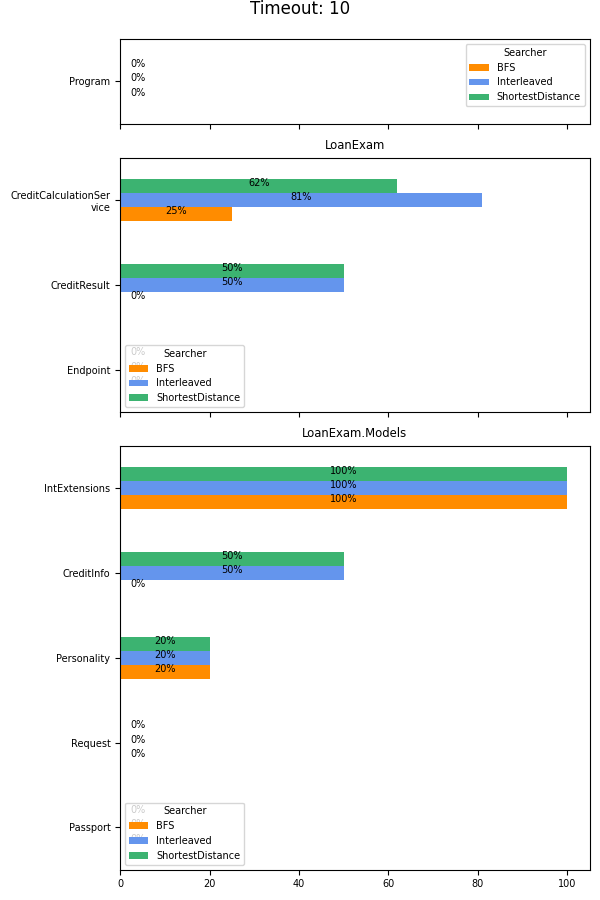 Timeout: 10
Program
0%
0%
0%
Searcher
BFS
Interleaved
ShortestDistance
LoanExam
CreditCalculationSer
vice
62%
81%
25%
CreditResult
50%
50%
0%
Endpoint
0%
Searcher
BFS
Interleaved
ShortestDistance
LoanExam.Models
IntExtensions
100%
100%
100%
CreditInfo
50%
50%
0%
Personality
20%
20%
20%
Request
0%
0%
0%
Passport
0%
Searcher
BFS
Interleaved
ShortestDistance
0 20 40 60 80 100